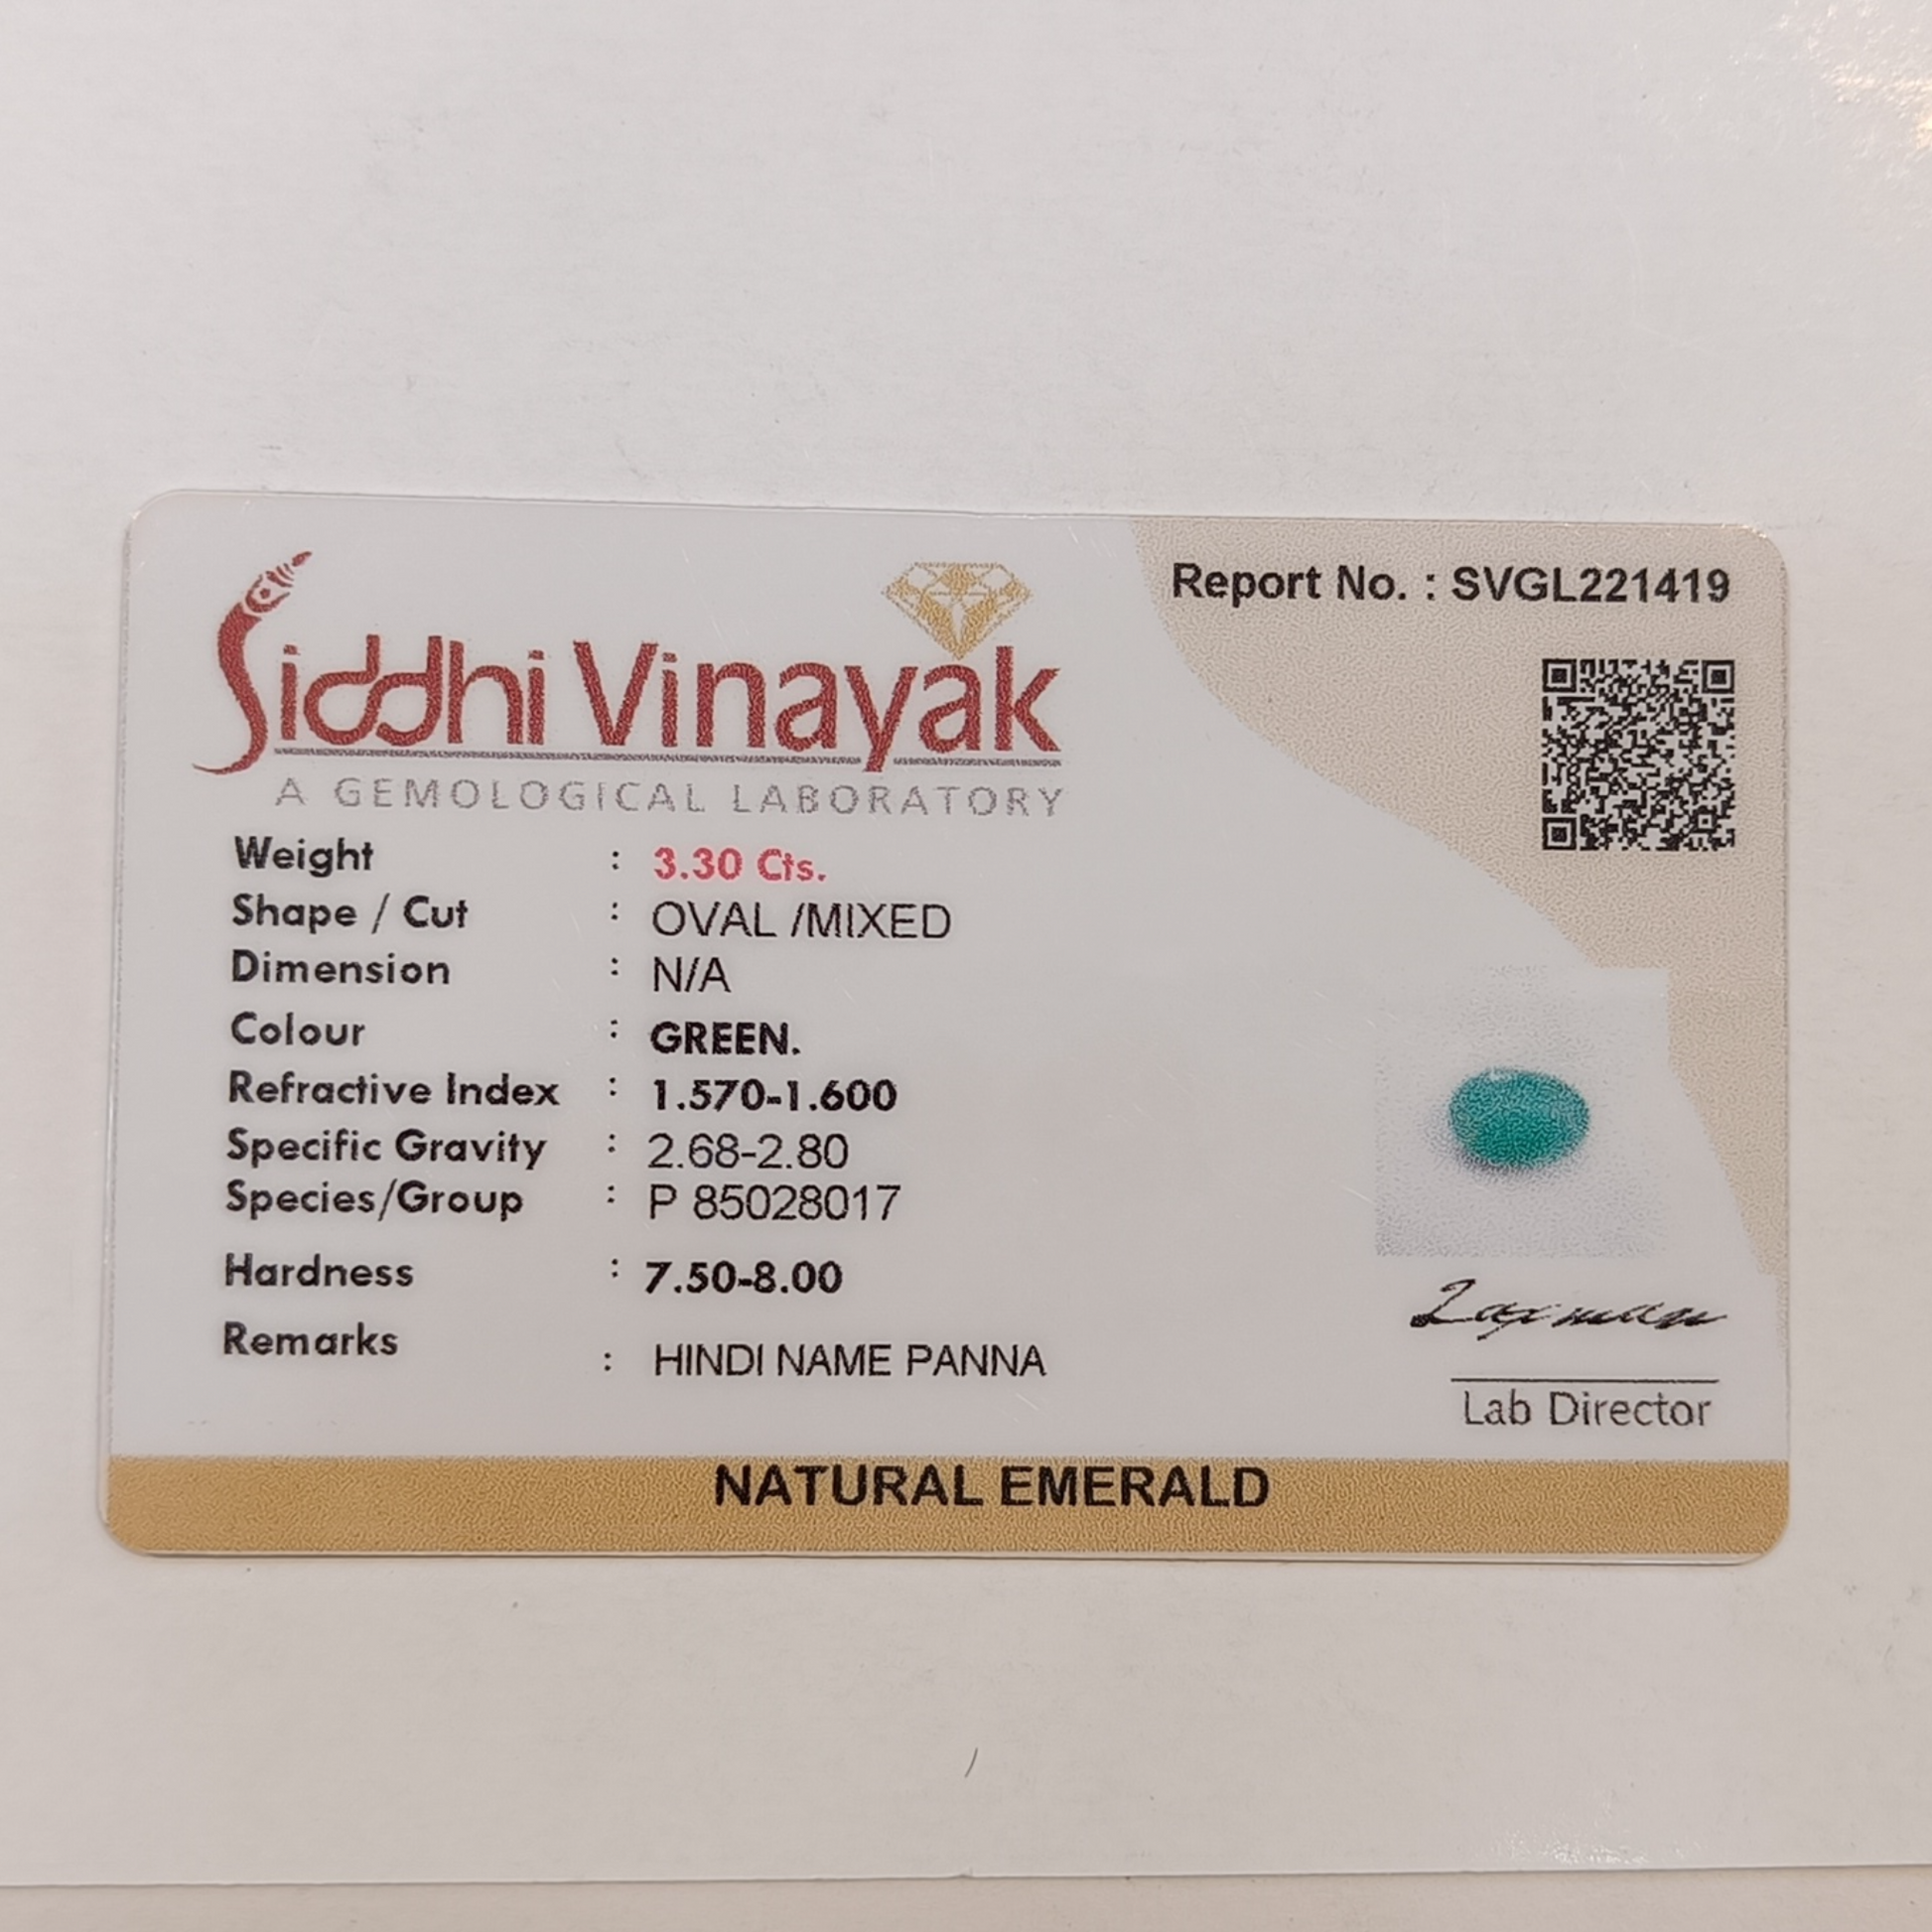 Siddhi Vinayak
A GEMOLOGICAL LABORATORY
Report No. : SVGL221419
Weight : 3.30 Cts.
Shape / Cut : OVAL /MIXED
Dimension : N/A
Colour : GREEN.
Refractive Index : 1.570-1.600
Specific Gravity : 2.68-2.80
Species/Group : P 85028017
Hardness : 7.50-8.00
Remarks : HINDI NAME PANNA
Laxman
Lab Director
NATURAL EMERALD